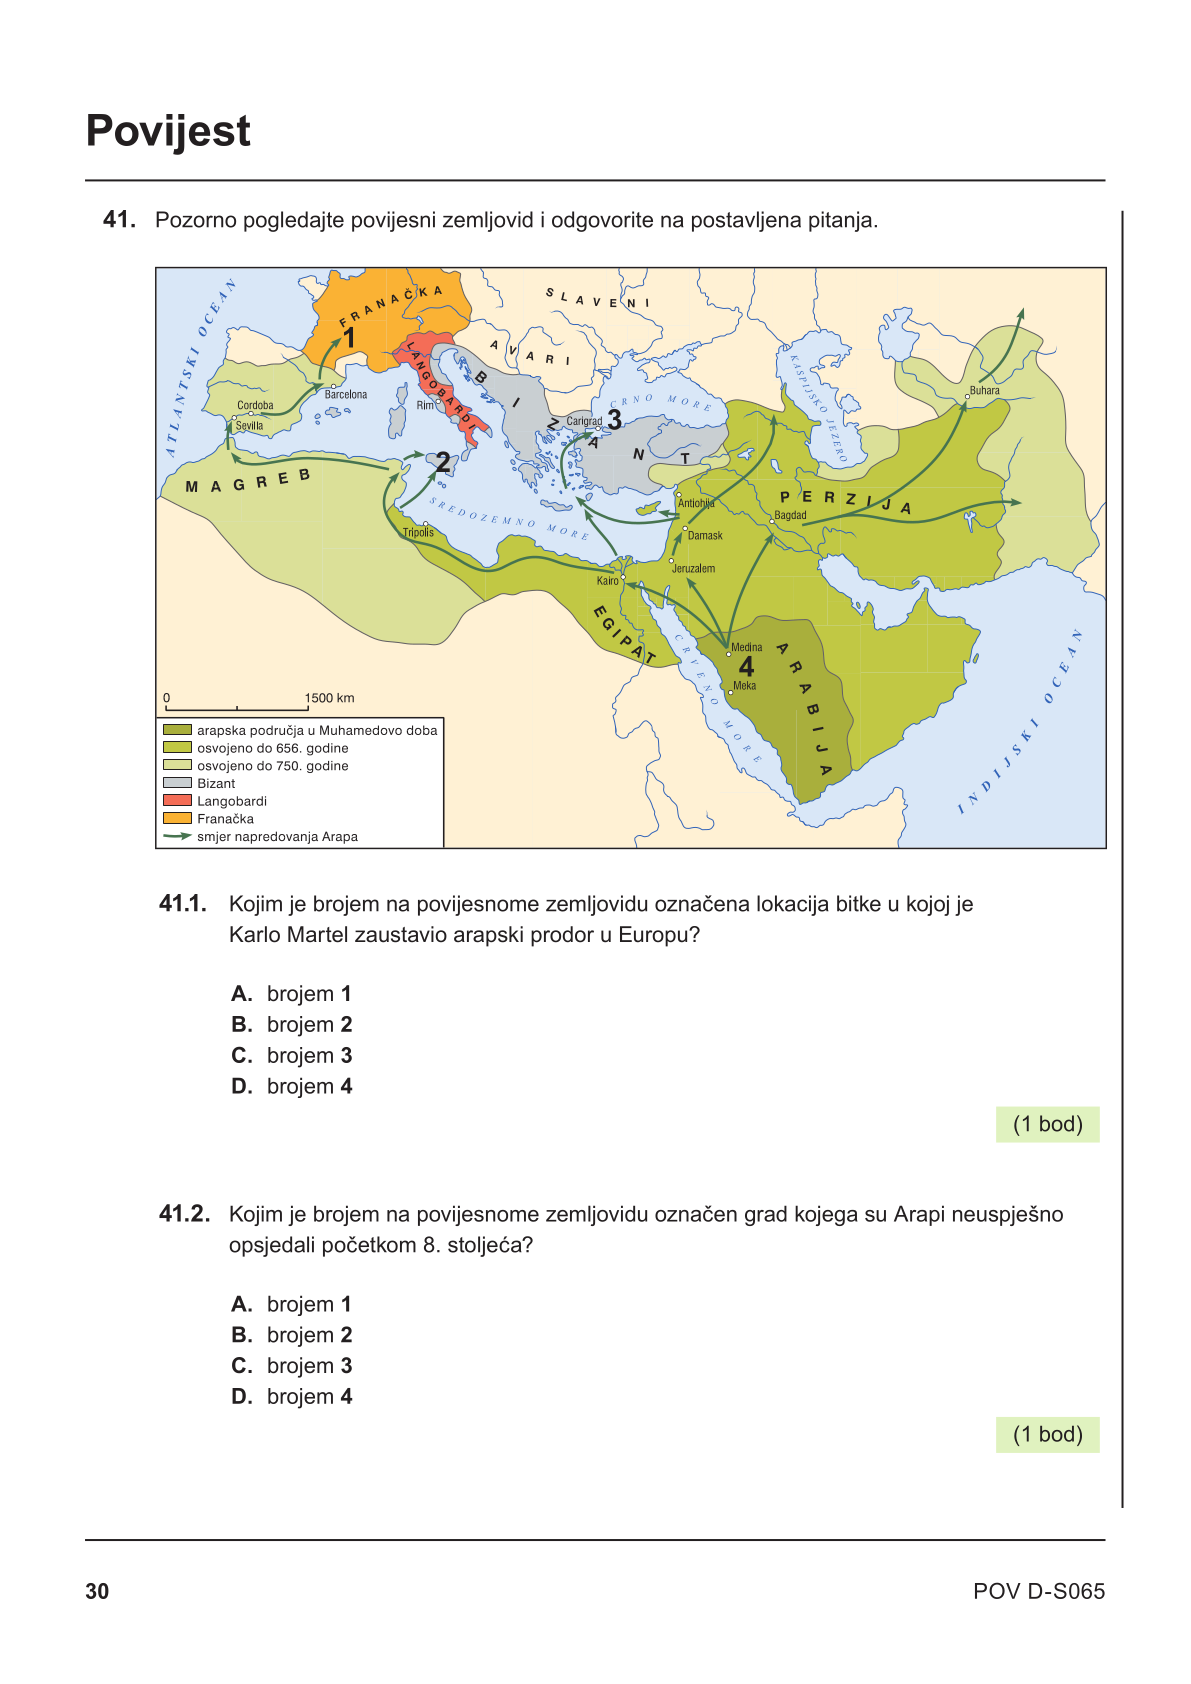 Povijest
41. Pozorno pogledajte povijesni zemljovid i odgovorite na postavljena pitanja.
ATLANTSKI OCEAN
FRANAČKA
1
SLAVENI
AVARI
LANGOBARDI
BIZANT
KASPIJSKO JEZERO
CRNO MORE
Buhara
Barcelona
Cordoba
Sevilla
Rim
Carigrad
3
2
MAGREB
SREDOZEMNO MORE
PERZIJA
Antiohija
Bagdad
Tripolis
Damask
Jeruzalem
Kairo
EGIPAT
CRVENO MORE
Medina
4
Meka
ARABIJA
INDIJSKI OCEAN
0 1500 km
arapska područja u Muhamedovo doba
osvojeno do 656. godine
osvojeno do 750. godine
Bizant
Langobardi
Franačka
smjer napredovanja Arapa
41.1. Kojim je brojem na povijesnome zemljovidu označena lokacija bitke u kojoj je
Karlo Martel zaustavio arapski prodor u Europu?
A. brojem 1
B. brojem 2
C. brojem 3
D. brojem 4
(1 bod)
41.2. Kojim je brojem na povijesnome zemljovidu označen grad kojega su Arapi neuspješno
opsjedali početkom 8. stoljeća?
A. brojem 1
B. brojem 2
C. brojem 3
D. brojem 4
(1 bod)
30
POV D-S065